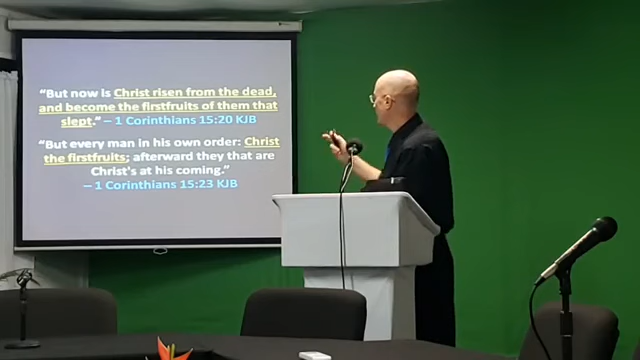 “But now is Christ risen from the dead,
and become the firstfruits of them that
slept.” – 1 Corinthians 15:20 KJB
“But every man in his own order: Christ
the firstfruits; afterward they that are
Christ's at his coming.”
– 1 Corinthians 15:23 KJB